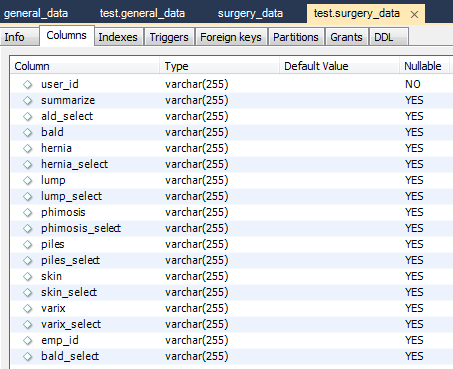 general_data test.general_data surgery_data test.surgery_data ×
Info Columns Indexes Triggers Foreign keys Partitions Grants DDL
Column Type Default Value Nullable
user_id varchar(255) NO
summarize varchar(255) YES
ald_select varchar(255) YES
bald varchar(255) YES
hernia varchar(255) YES
hernia_select varchar(255) YES
lump varchar(255) YES
lump_select varchar(255) YES
phimosis varchar(255) YES
phimosis_select varchar(255) YES
piles varchar(255) YES
piles_select varchar(255) YES
skin varchar(255) YES
skin_select varchar(255) YES
varix varchar(255) YES
varix_select varchar(255) YES
emp_id varchar(255) YES
bald_select varchar(255) YES